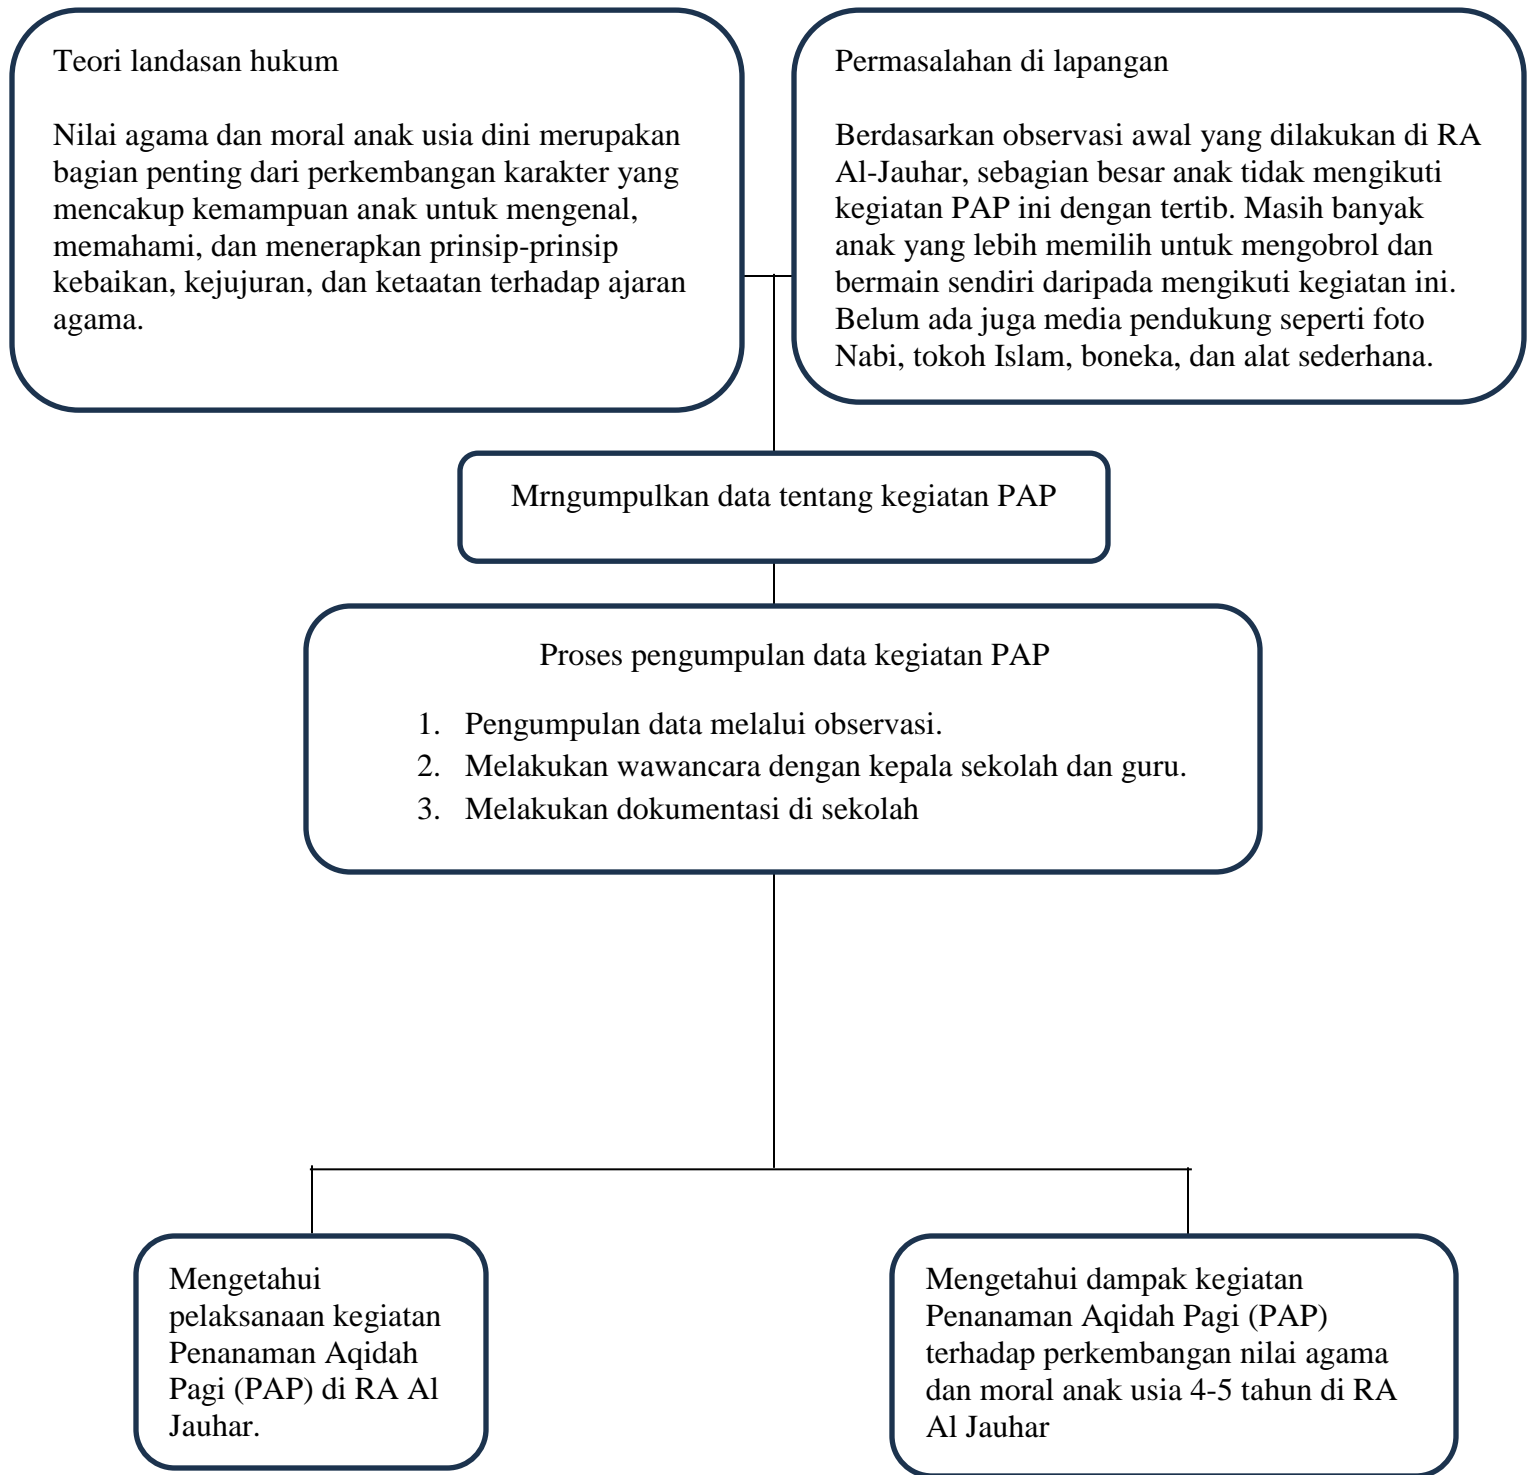 Teori landasan hukum
Nilai agama dan moral anak usia dini merupakan
bagian penting dari perkembangan karakter yang
mencakup kemampuan anak untuk mengenal,
memahami, dan menerapkan prinsip-prinsip
kebaikan, kejujuran, dan ketaatan terhadap ajaran
agama.
Permasalahan di lapangan
Berdasarkan observasi awal yang dilakukan di RA
Al-Jauhar, sebagian besar anak tidak mengikuti
kegiatan PAP ini dengan tertib. Masih banyak
anak yang lebih memilih untuk mengobrol dan
bermain sendiri daripada mengikuti kegiatan ini.
Belum ada juga media pendukung seperti foto
Nabi, tokoh Islam, boneka, dan alat sederhana.
Mrngumpulkan data tentang kegiatan PAP
Proses pengumpulan data kegiatan PAP
1. Pengumpulan data melalui observasi.
2. Melakukan wawancara dengan kepala sekolah dan guru.
3. Melakukan dokumentasi di sekolah
Mengetahui
pelaksanaan kegiatan
Penanaman Aqidah
Pagi (PAP) di RA Al
Jauhar.
Mengetahui dampak kegiatan
Penanaman Aqidah Pagi (PAP)
terhadap perkembangan nilai agama
dan moral anak usia 4-5 tahun di RA
Al Jauhar